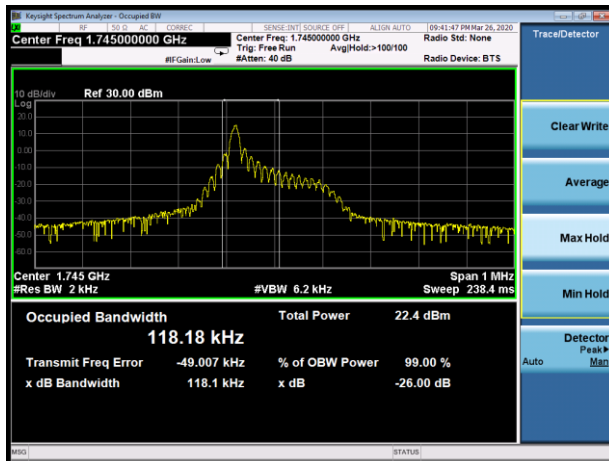 Keysight Spectrum Analyzer - Occupied BW
RF 50 Ω AC CORREC SENSE:INT SOURCE OFF ALIGN AUTO 09:41:47 PM Mar 26, 2020
Center Freq 1.745000000 GHz Center Freq: 1.745000000 GHz Radio Std: None Trace/Detector
Trig: Free Run Avg|Hold:>100/100
#IFGain:Low #Atten: 40 dB Radio Device: BTS
10 dB/div Ref 30.00 dBm
Log
20.0
10.0
0.00
-10.0
-20.0
-30.0
-40.0
-50.0
-60.0
Clear Write
Average
Max Hold
Min Hold
Detector
Peak▶
Auto Man
Center 1.745 GHz Span 1 MHz
#Res BW 2 kHz #VBW 6.2 kHz Sweep 238.4 ms
Occupied Bandwidth Total Power 22.4 dBm
118.18 kHz
Transmit Freq Error -49.007 kHz % of OBW Power 99.00 %
x dB Bandwidth 118.1 kHz x dB -26.00 dB
MSG STATUS